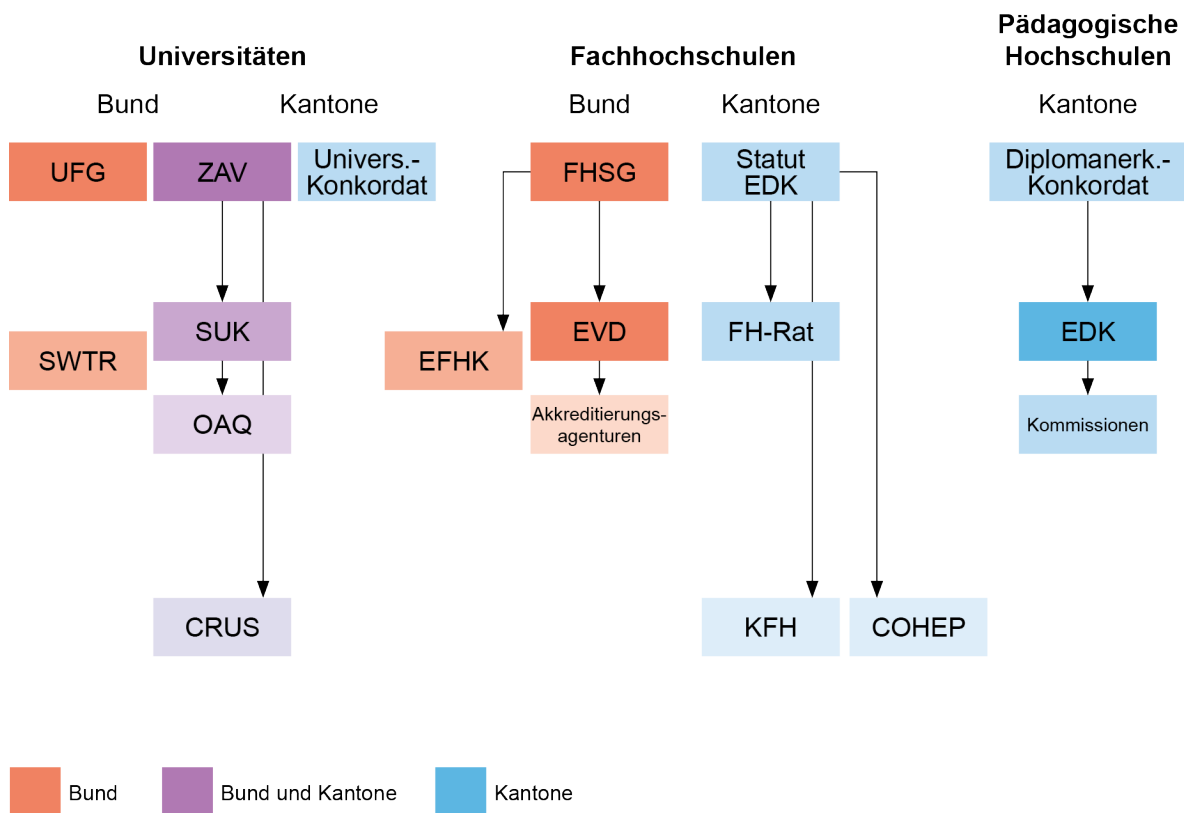 Universitäten
Bund
Kantone
UFG
ZAV
Univers.-
Konkordat
SUK
SWTR
OAQ
CRUS
Fachhochschulen
Bund
Kantone
FHSG
Statut
EDK
EVD
FH-Rat
EFHK
Akkreditierungs-
agenturen
KFH
COHEP
Pädagogische
Hochschulen
Kantone
Diplomanerk.-
Konkordat
EDK
Kommissionen
Bund
Bund und Kantone
Kantone